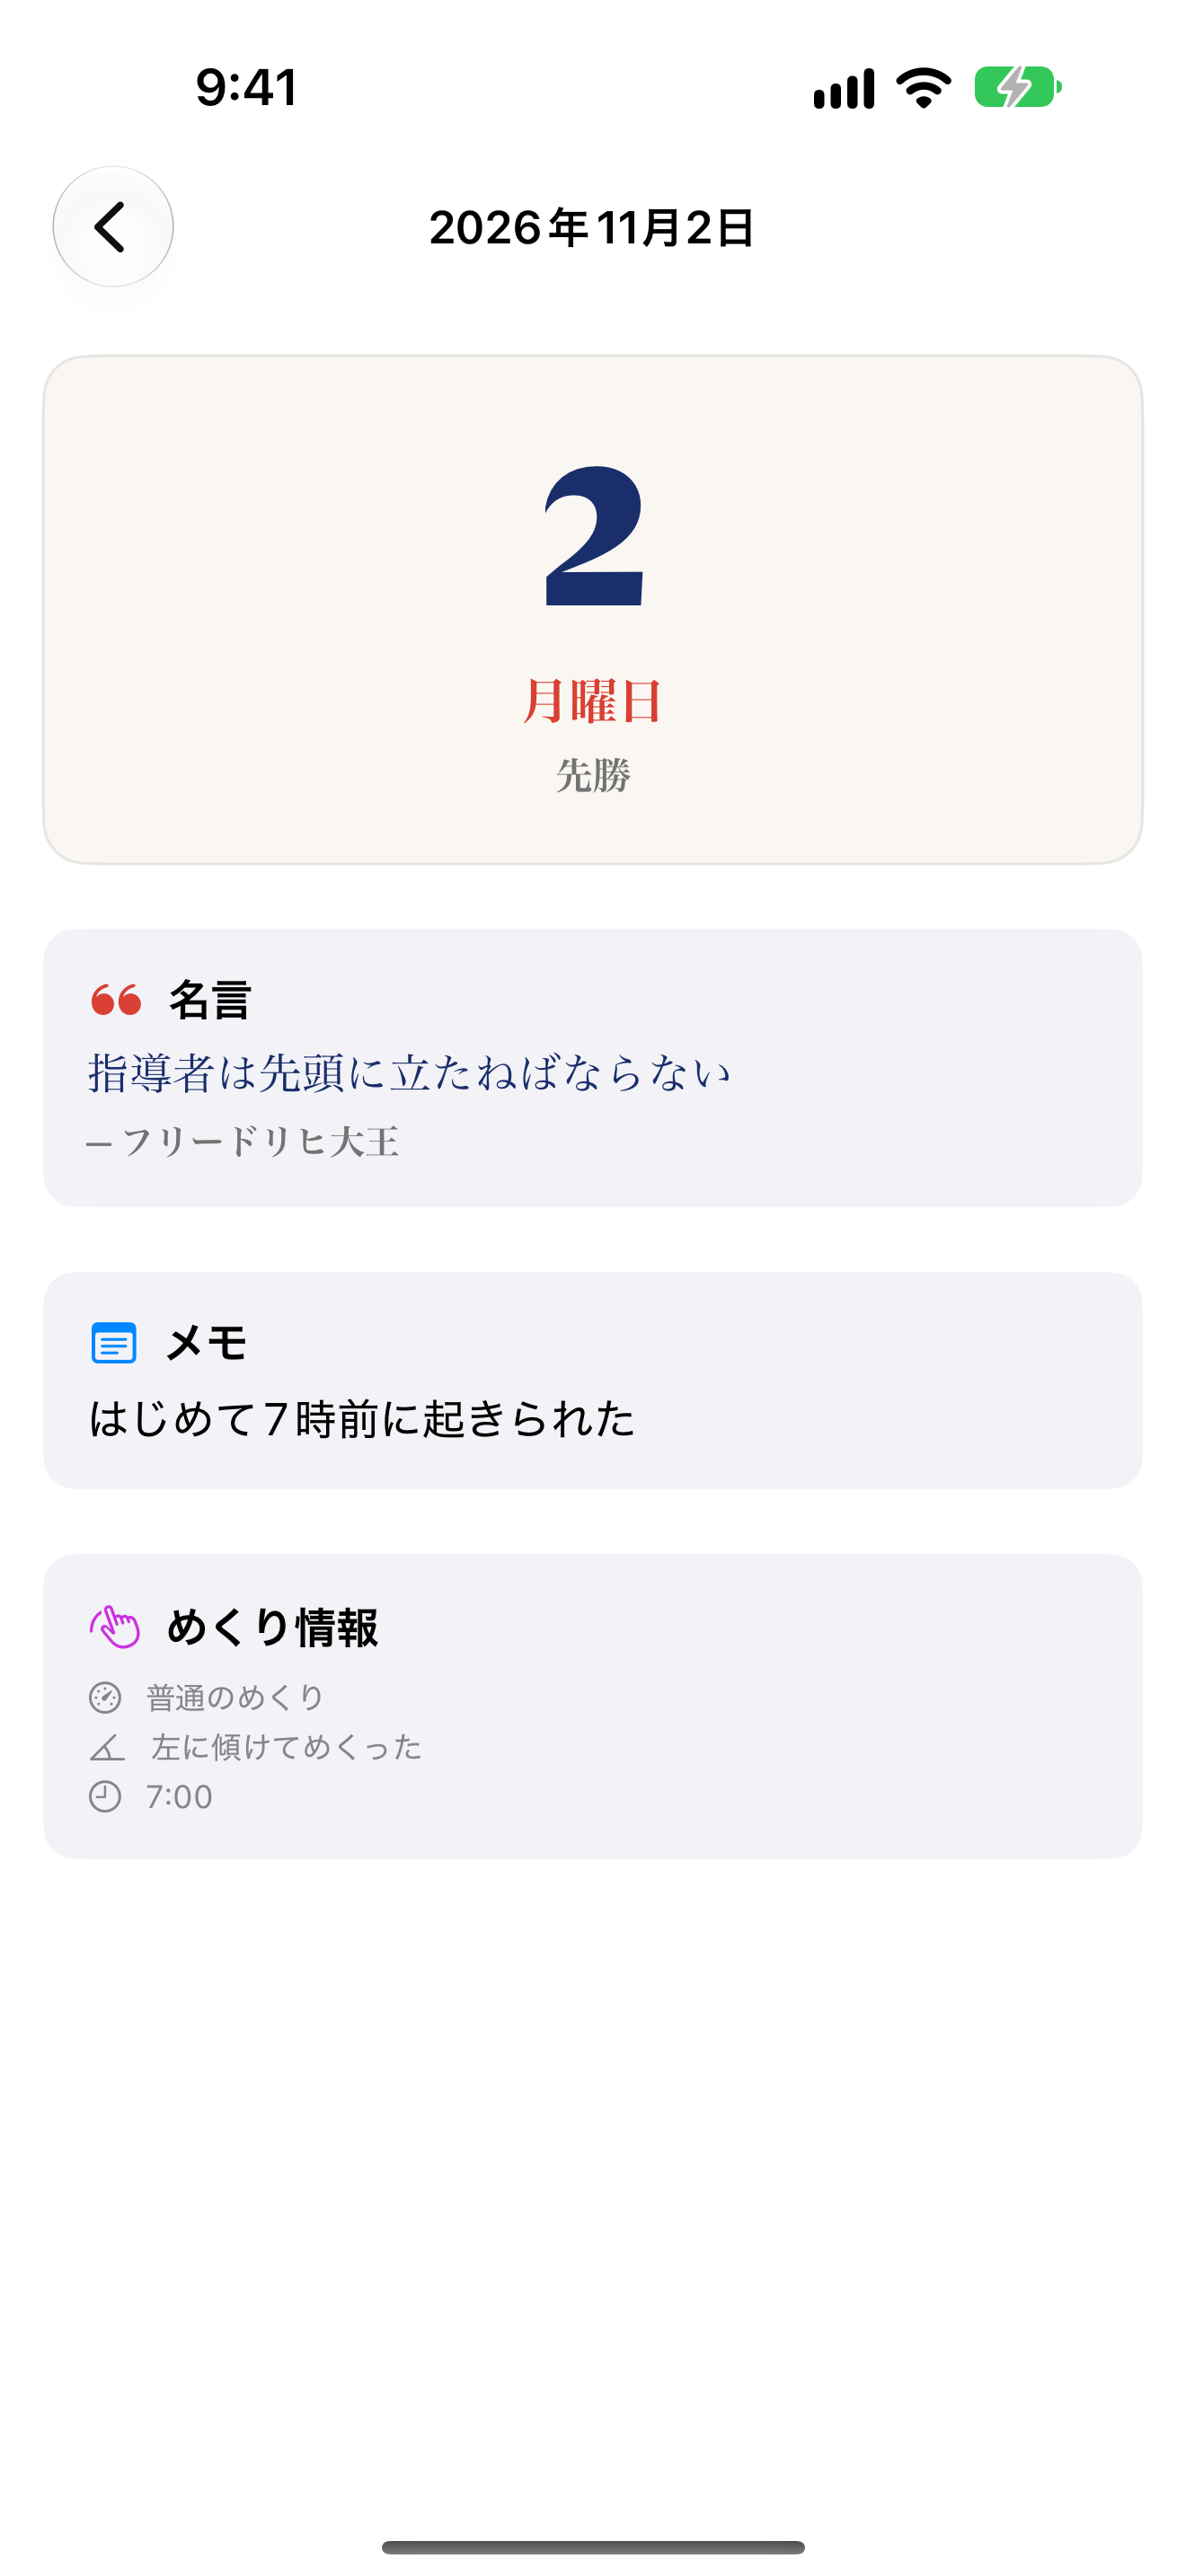 9:41
2026年11月2日
2
月曜日
先勝
名言
指導者は先頭に立たねばならない
— フリードリヒ大王
メモ
はじめて7時前に起きられた
めくり情報
普通のめくり
左に傾けてめくった
7:00